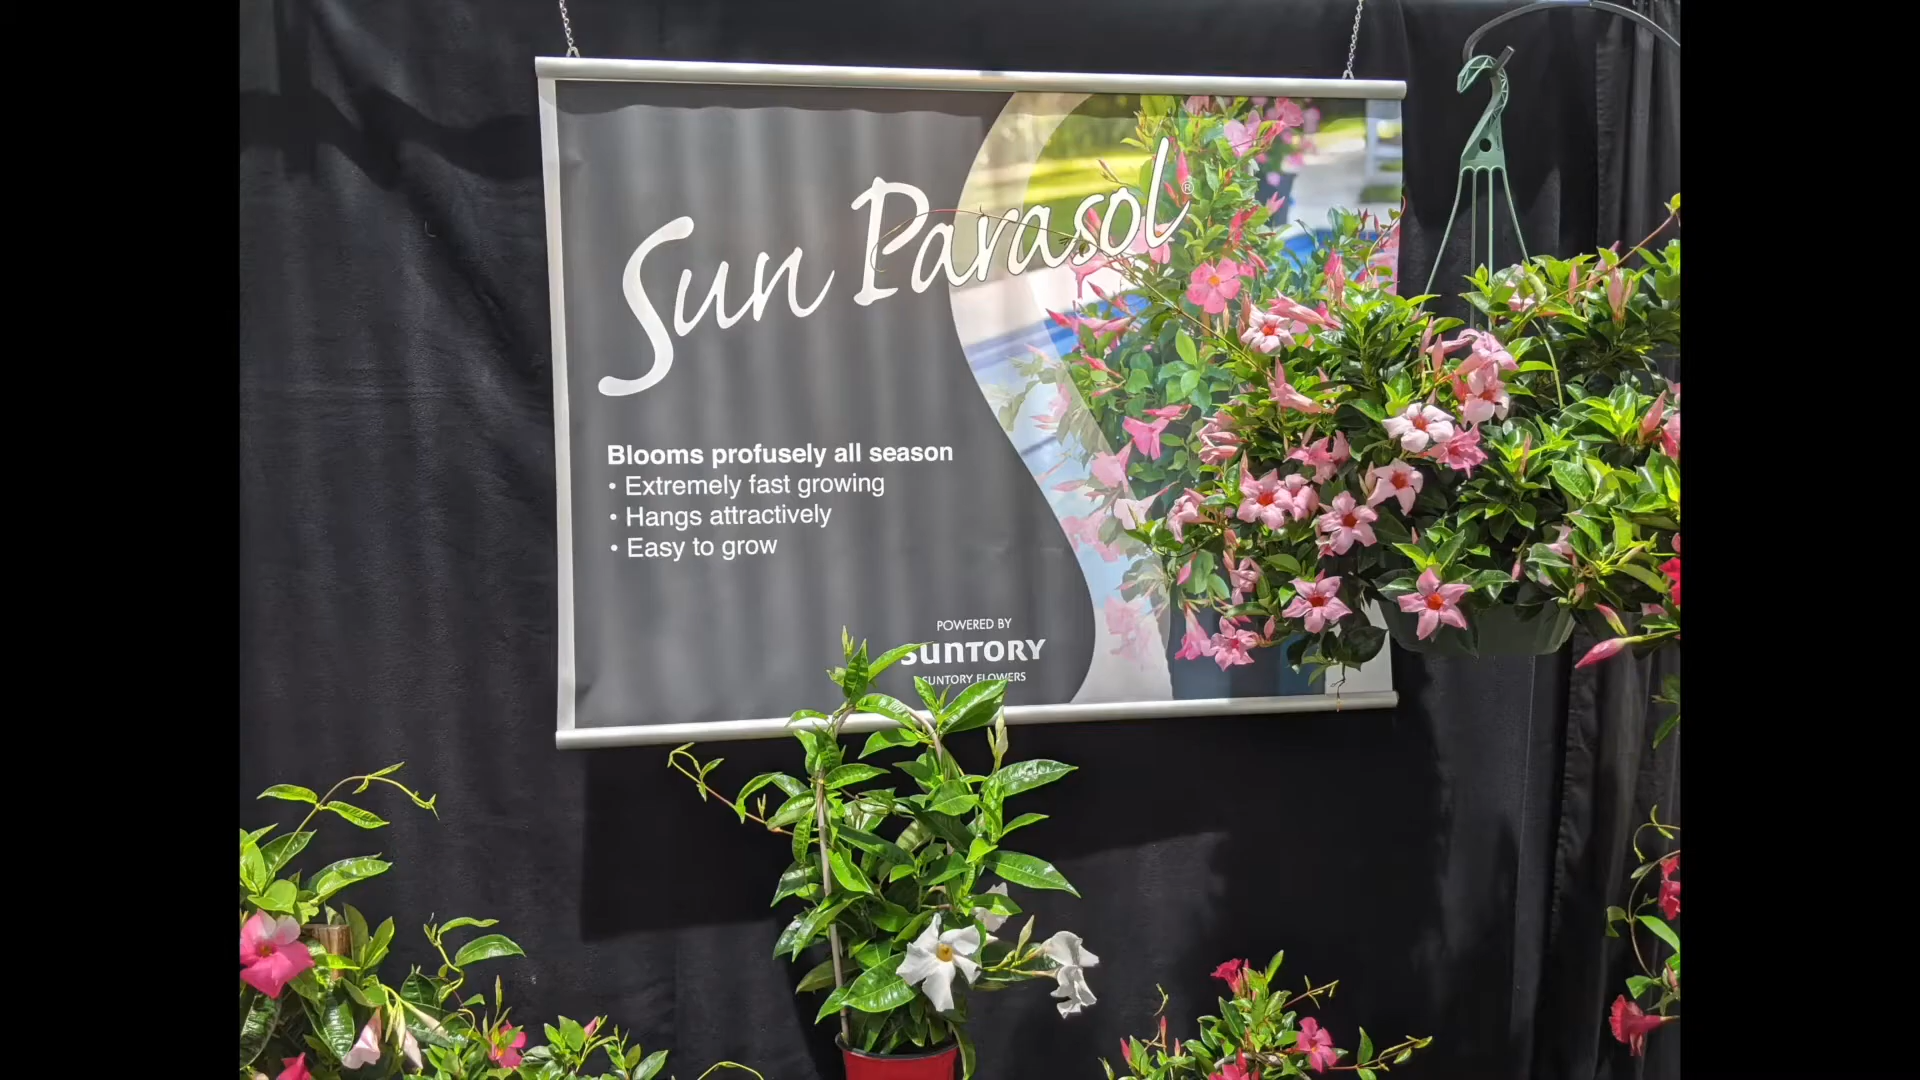 Sun Parasol®
Blooms profusely all season
• Extremely fast growing
• Hangs attractively
• Easy to grow
POWERED BY
SUNTORY
SUNTORY FLOWERS